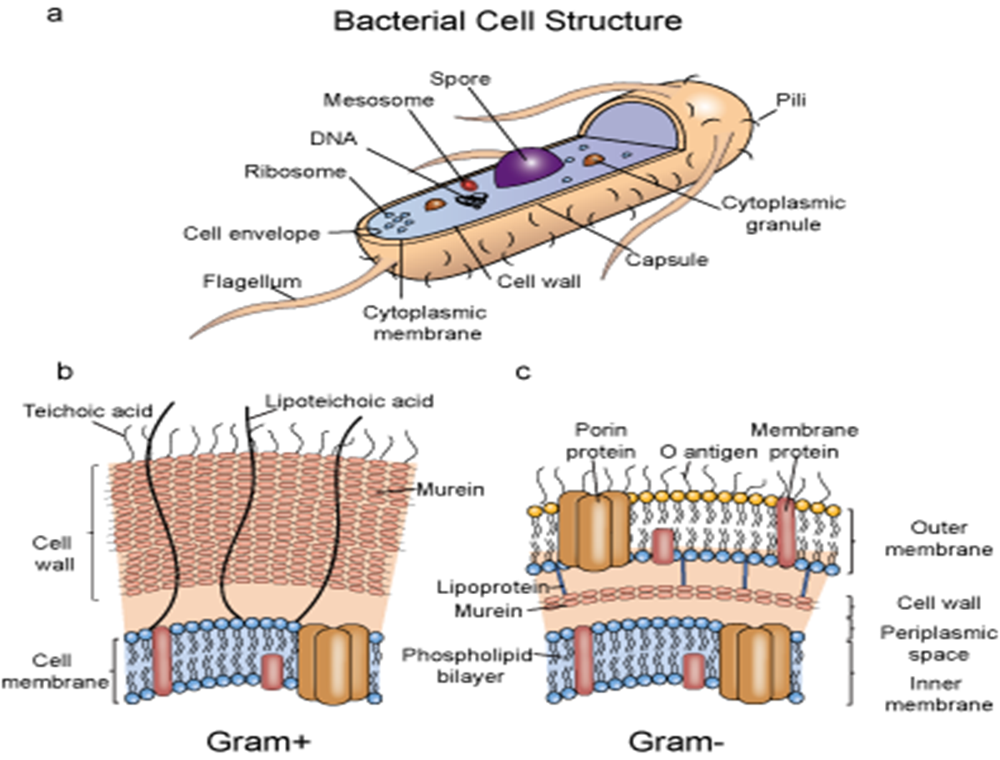 a
Bacterial Cell Structure
Spore
Mesosome
Pili
DNA
Ribosome
Cytoplasmic
granule
Cell envelope
Capsule
Flagellum
Cell wall
Cytoplasmic
membrane
b
Teichoic acid
Lipoteichoic acid
Murein
Cell
wall
Cell
membrane
Gram+
c
Porin
protein
O antigen
Membrane
protein
Outer
membrane
Lipoprotein
Murein
Cell wall
Periplasmic
space
Phospholipid
bilayer
Inner
membrane
Gram-